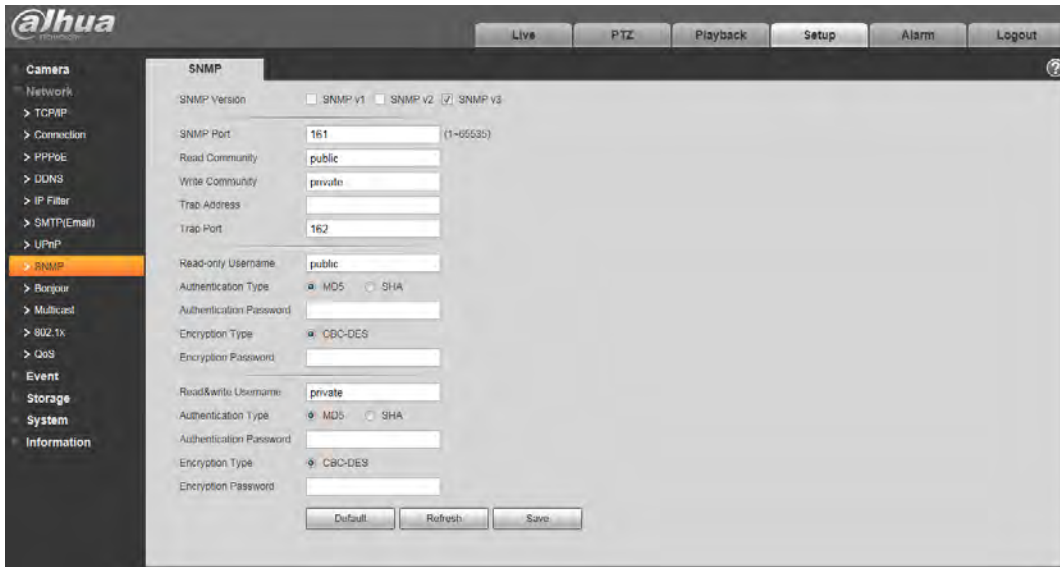 alhua
TECHNOLOGY
Live PTZ Playback Setup Alarm Logout
Camera
Network
> TCP/IP
> Connection
> PPPoE
> DDNS
> IP Filter
> SMTP(Email)
> UPnP
> SNMP
> Bonjour
> Multicast
> 802.1x
> QoS
Event
Storage
System
Information
SNMP
SNMP Version SNMP v1 SNMP v2 SNMP v3
SNMP Port 161 (1~65535)
Read Community public
Write Community private
Trap Address
Trap Port 162
Read-only Username public
Authentication Type MD5 SHA
Authentication Password
Encryption Type CBC-DES
Encryption Password
Read&write Username private
Authentication Type MD5 SHA
Authentication Password
Encryption Type CBC-DES
Encryption Password
Default Refresh Save